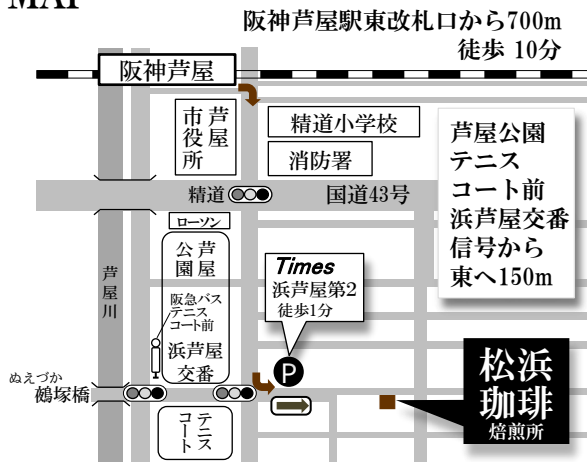 MAP
阪神芦屋駅東改札口から700m
徒歩 10分
阪神芦屋
芦屋
市役所
精道小学校
消防署
芦屋公園
テニス
コート前
浜芦屋交番
信号から
東へ150m
精道
国道43号
ローソン
芦屋
公園
Times
浜芦屋第2
徒歩1分
芦屋川
阪急バス
テニス
コート前
浜芦屋
交番
P
松浜
珈琲
焙煎所
ぬえづか
鵺塚橋
テニス
コート